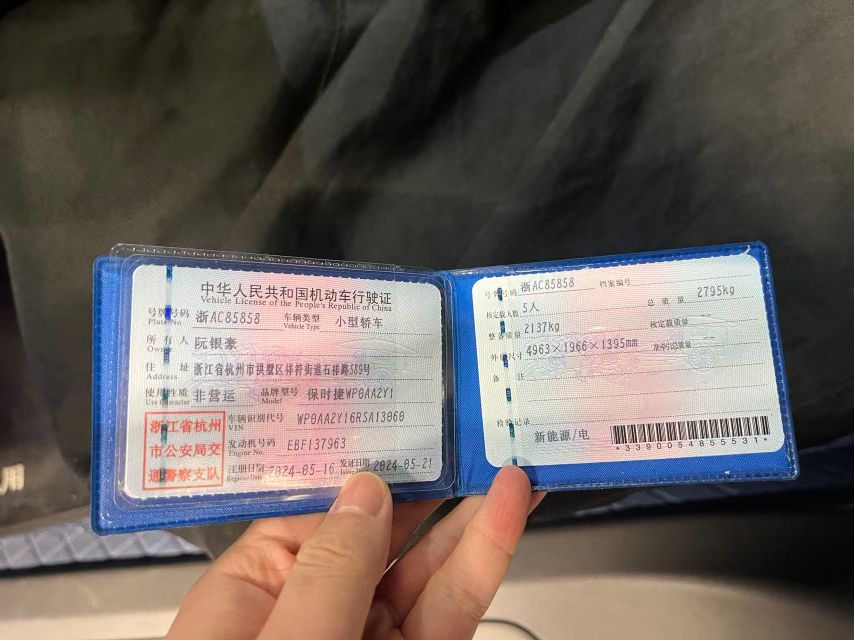 中华人民共和国机动车行驶证
Vehicle License of the People's Republic of China
号牌号码 浙AC85858 车辆类型 小型轿车
Plate No. Vehicle Type
所有人 阮银豪
Owner
住址 浙江省杭州市拱墅区祥符街道石祥路589号
Address
使用性质 非营运 品牌型号 保时捷WP0AA2Y1
Use Character Model
浙江省杭州
市公安局交
通警察支队
车辆识别代号 WP0AA2Y16RSA13060
VIN
发动机号码 EBF137963
Engine No.
注册日期 2024-05-16 发证日期 2024-05-21
Register Date
号牌号码 浙AC85858 档案编号
核定载人数 5人 总质量 2795kg
整备质量 2137kg 核定载质量 --
外廓尺寸 4963×1966×1395mm 准牵引总质量 --
备注
检验记录
新能源/电
*3390054855531*
用